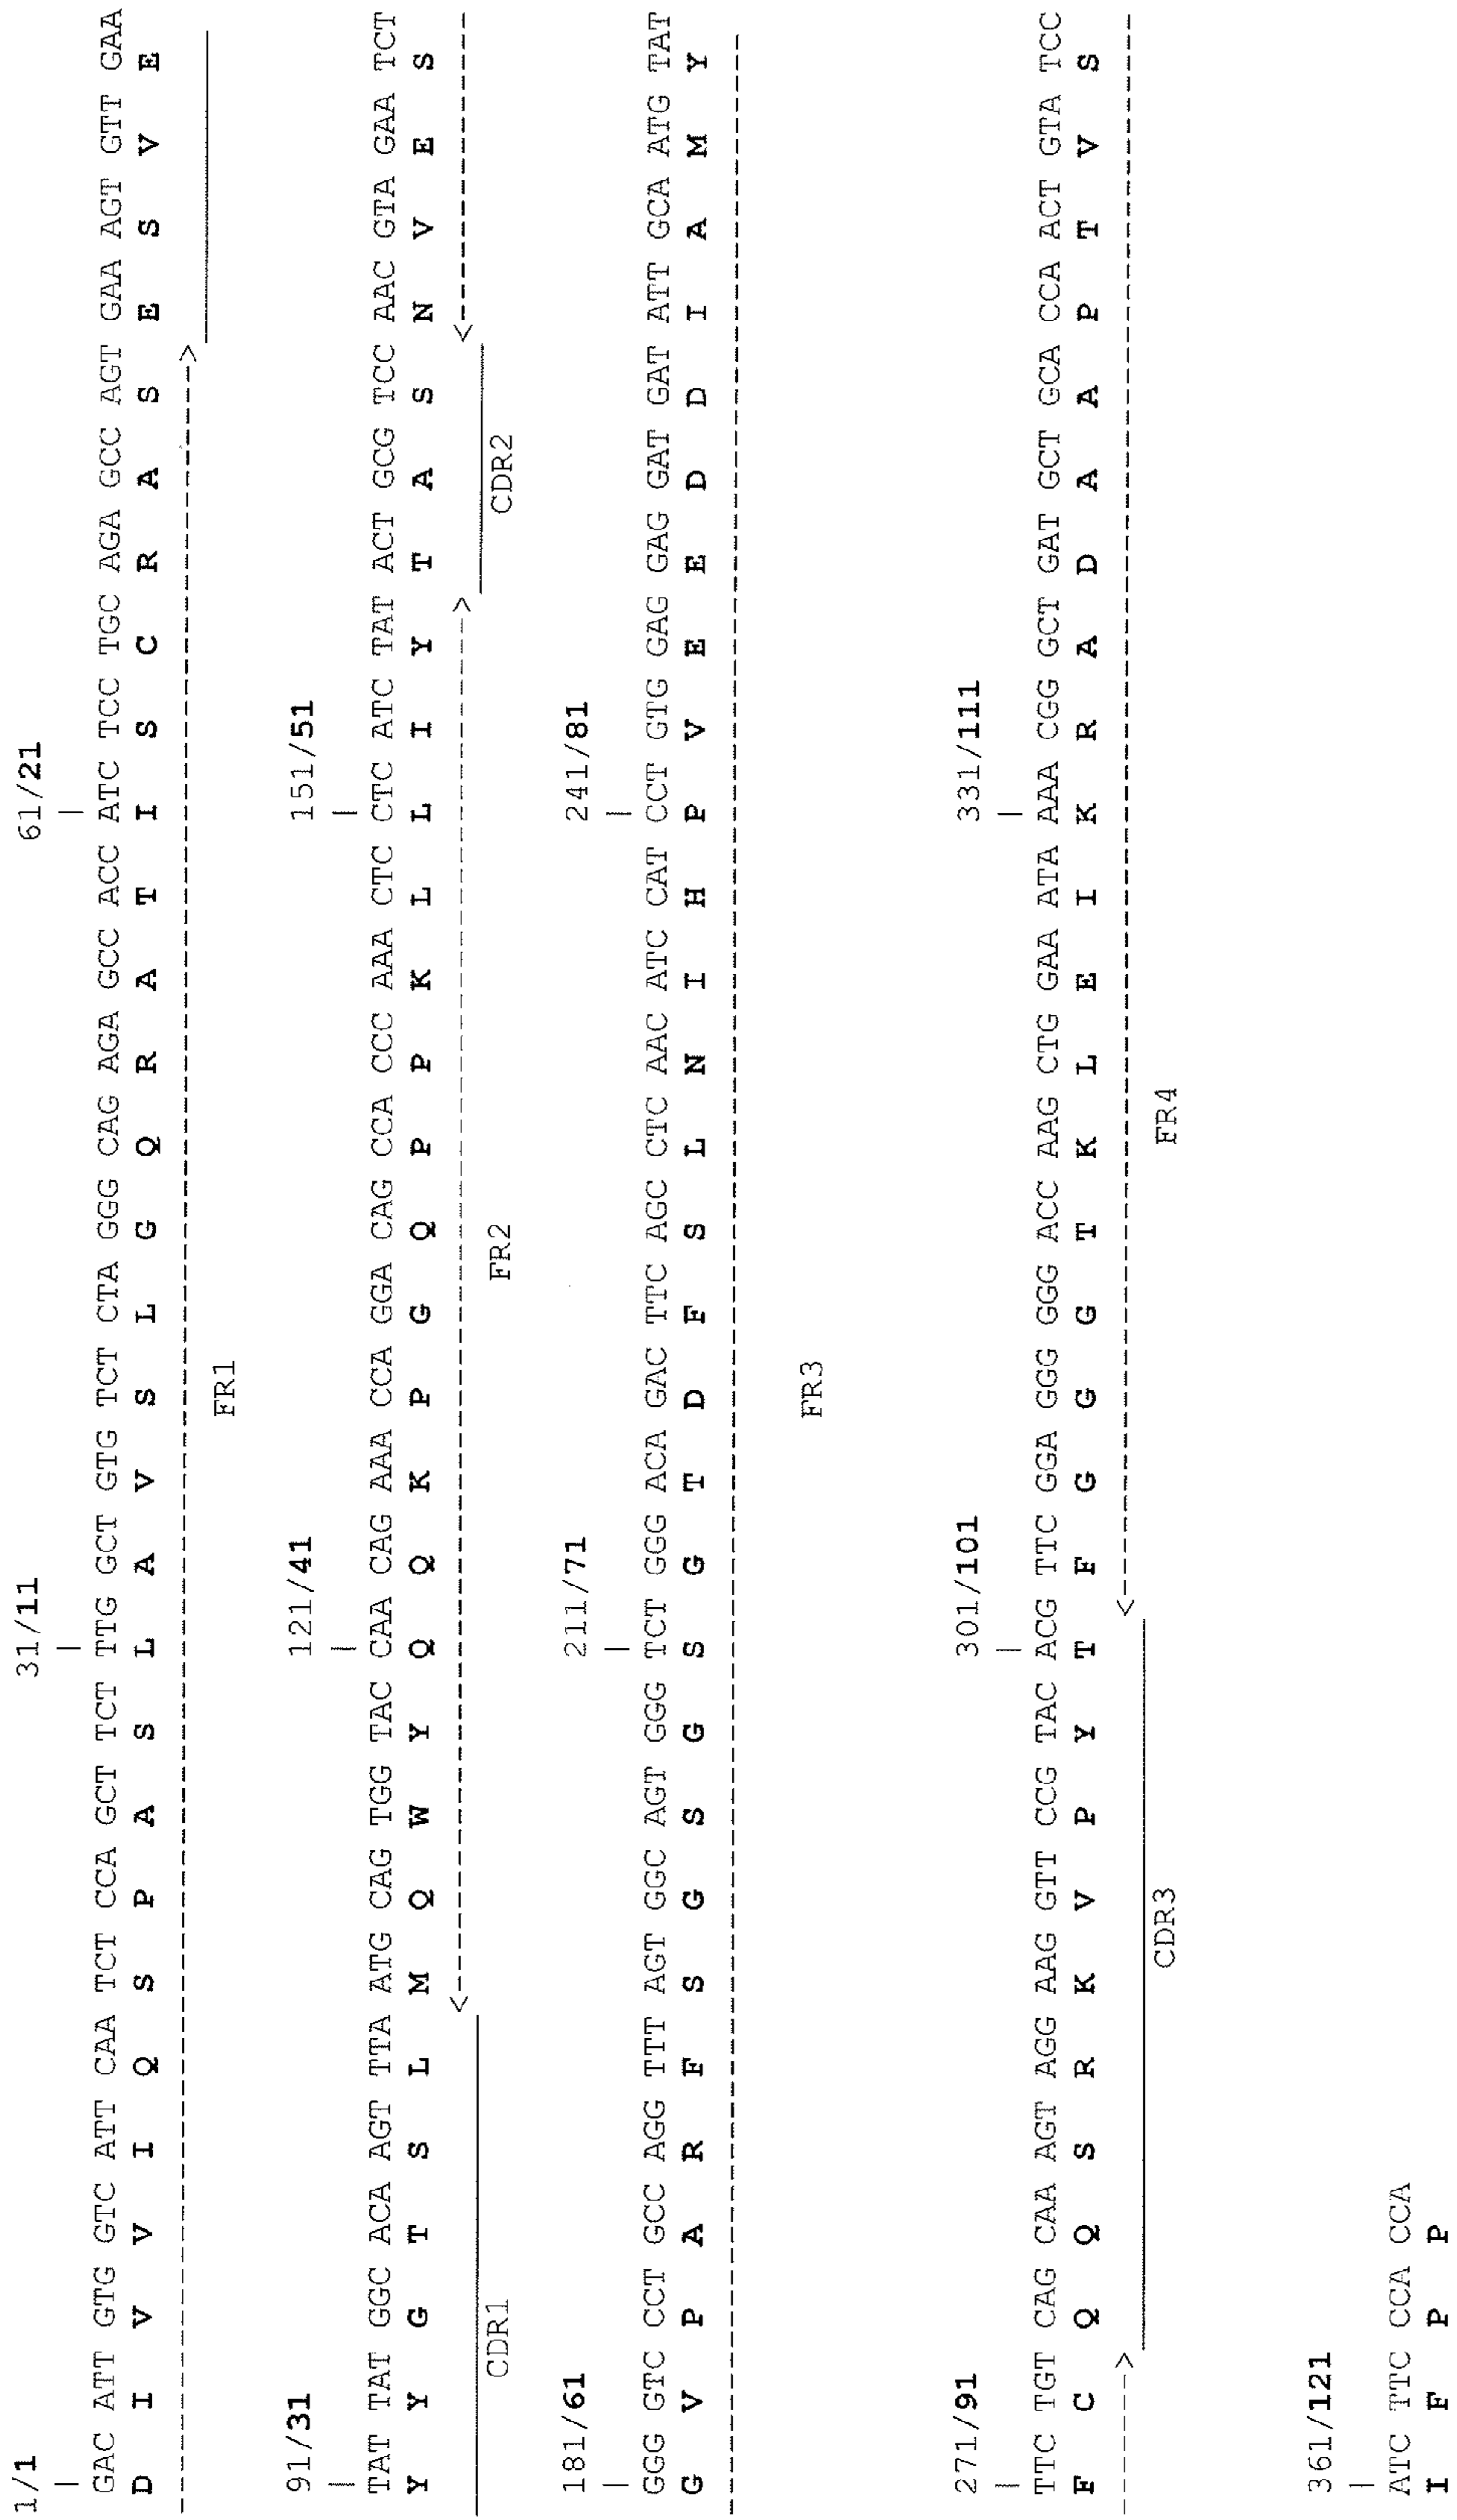 1/1 31/11 61/21
GAC ATT GTG GTC ATT CAA TCT CCA GCT TCT TTG GCT GTG TCT CTA GGG CAG AGA GCC ACC ATC TCC TGC AGA GCC AGT GAA AGT GTT GAA
D I V V I Q S P A S L A V S L G Q R A T I S C R A S E S V E
FR1
91/31 121/41 151/51
TAT TAT GGC ACA AGT TTA ATG CAG TGG TAC CAA CAG AAA CCA GGA CAG CCA CCC AAA CTC CTC ATC TAT ACT GCG TCC AAC GTA GAA TCT
Y Y G T S L M Q W Y Q Q K P G Q P P K L L I Y T A S N V E S
CDR1 FR2 CDR2
181/61 211/71 241/81
GGG GTC CCT GCC AGG TTT AGT GGC AGT GGG TCT GGG ACA GAC TTC AGC CTC AAC ATC CAT CCT GTG GAG GAG GAT GAT ATT GCA ATG TAT
G V P A R F S G S G S G T D F S L N I H P V E E D D I A M Y
FR3
271/91 301/101 331/111
TTC TGT CAG CAA AGT AGG AAG GTT CCG TAC ACG TTC GGA GGG GGG ACC AAG CTG GAA ATA AAA CGG GCT GAT GCT GCA CCA ACT GTA TCC
F C Q Q S R K V P Y T F G G G T K L E I K R A D A A P T V S
CDR3 FR4
361/121
ATC TTC CCA CCA
I F P P